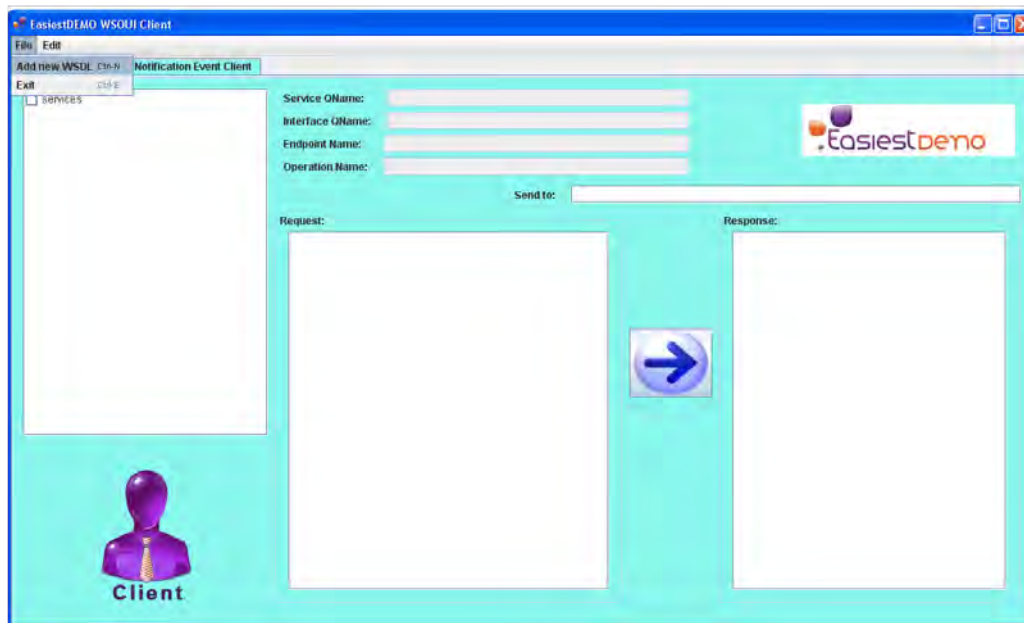 EasiestDEMO WSOUI Client
File Edit
Add new WSDL Ctrl-N Notification Event Client
Exit Ctrl-E
services
Service QName:
Interface QName:
Endpoint Name:
Operation Name:
EasiestDemo
Send to:
Request: Response:
Client